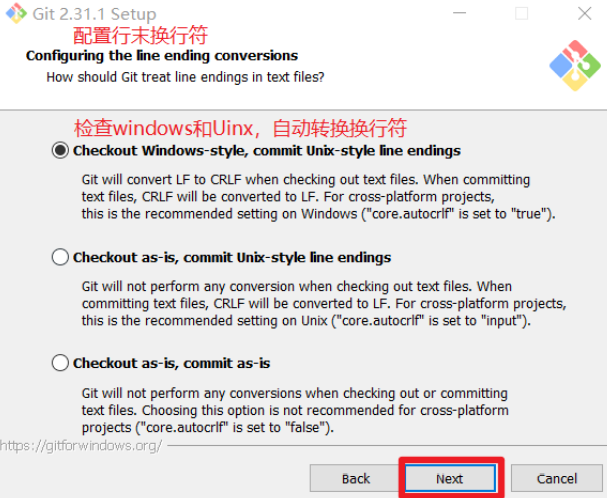 Git 2.31.1 Setup
配置行末换行符
Configuring the line ending conversions
How should Git treat line endings in text files?
检查windows和Uinx，自动转换换行符
Checkout Windows-style, commit Unix-style line endings
Git will convert LF to CRLF when checking out text files. When committing
text files, CRLF will be converted to LF. For cross-platform projects,
this is the recommended setting on Windows ("core.autocrlf" is set to "true").
Checkout as-is, commit Unix-style line endings
Git will not perform any conversion when checking out text files. When
committing text files, CRLF will be converted to LF. For cross-platform projects,
this is the recommended setting on Unix ("core.autocrlf" is set to "input").
Checkout as-is, commit as-is
Git will not perform any conversions when checking out or committing
text files. Choosing this option is not recommended for cross-platform
projects ("core.autocrlf" is set to "false").
https://gitforwindows.org/
Back Next Cancel